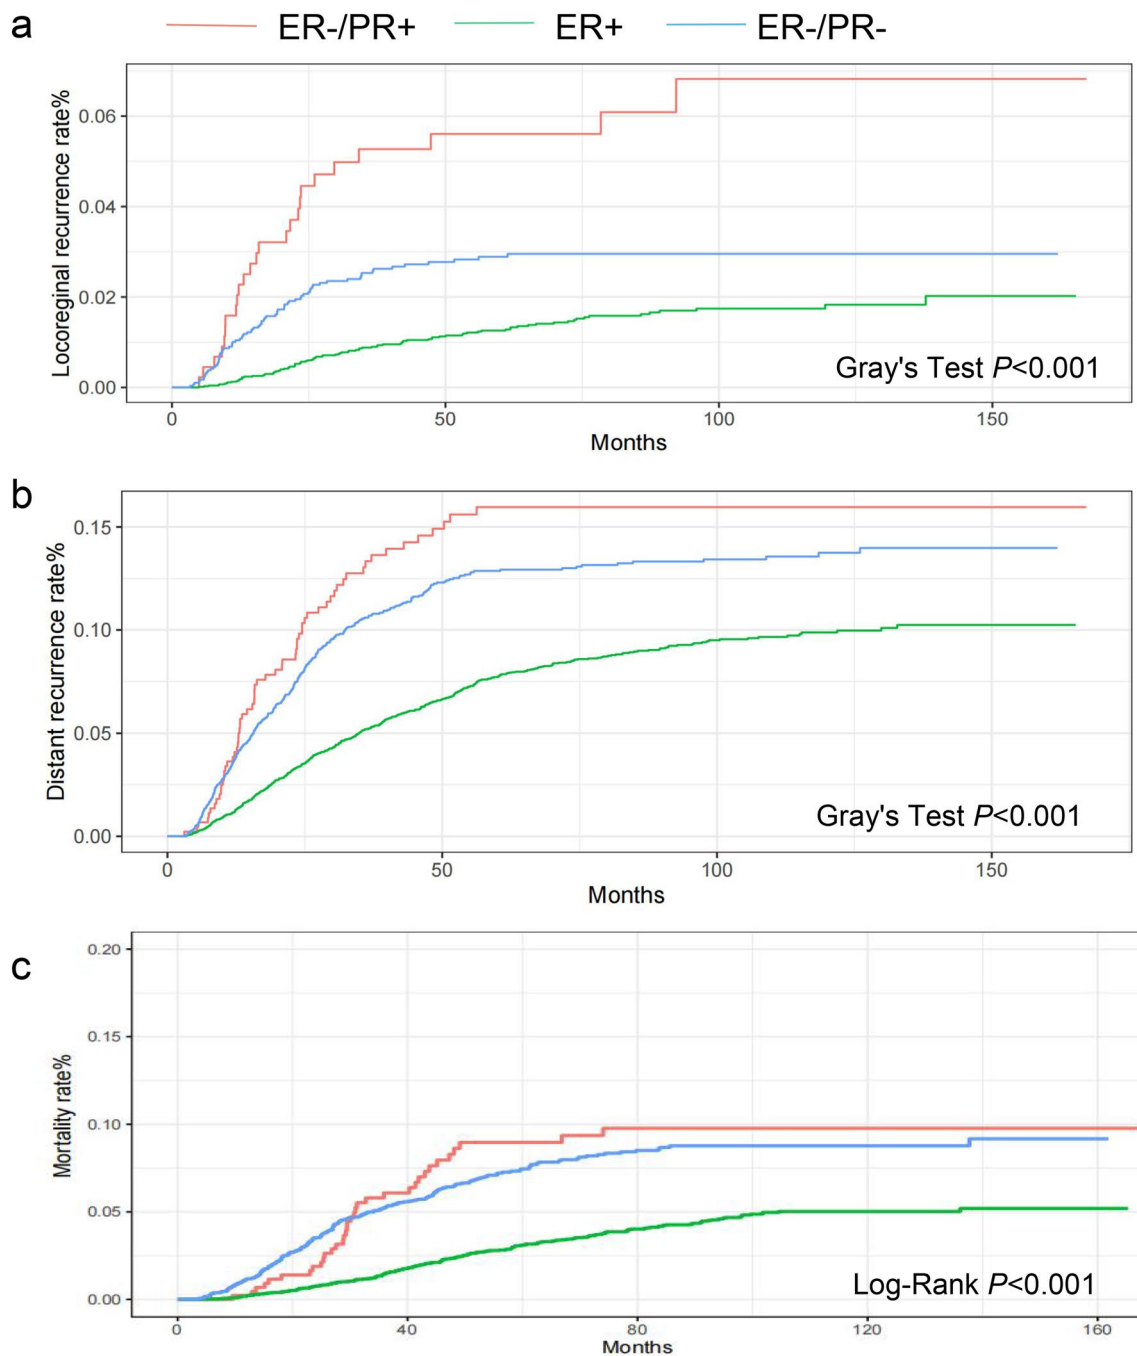 a
ER-/PR+ ER+ ER-/PR-
Locoreginal recurrence rate%
0.06
0.04
0.02
0.00
Gray's Test P<0.001
0 50 100 150
Months
b
Distant recurrence rate%
0.15
0.10
0.05
0.00
Gray's Test P<0.001
0 50 100 150
Months
c
Mortality rate%
0.20
0.15
0.10
0.05
0.00
Log-Rank P<0.001
0 40 80 120 160
Months